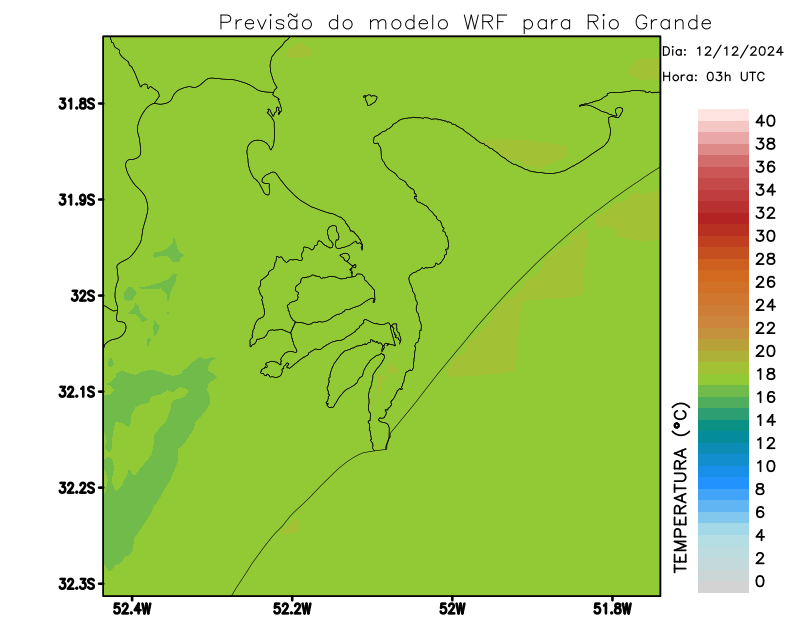 Previsão do modelo WRF para Rio Grande
Dia: 12/12/2024
Hora: 03h UTC
31.8S
31.9S
32S
32.1S
32.2S
32.3S
52.4W
52.2W
52W
51.8W
TEMPERATURA (°C)
40
38
36
34
32
30
28
26
24
22
20
18
16
14
12
10
8
6
4
2
0